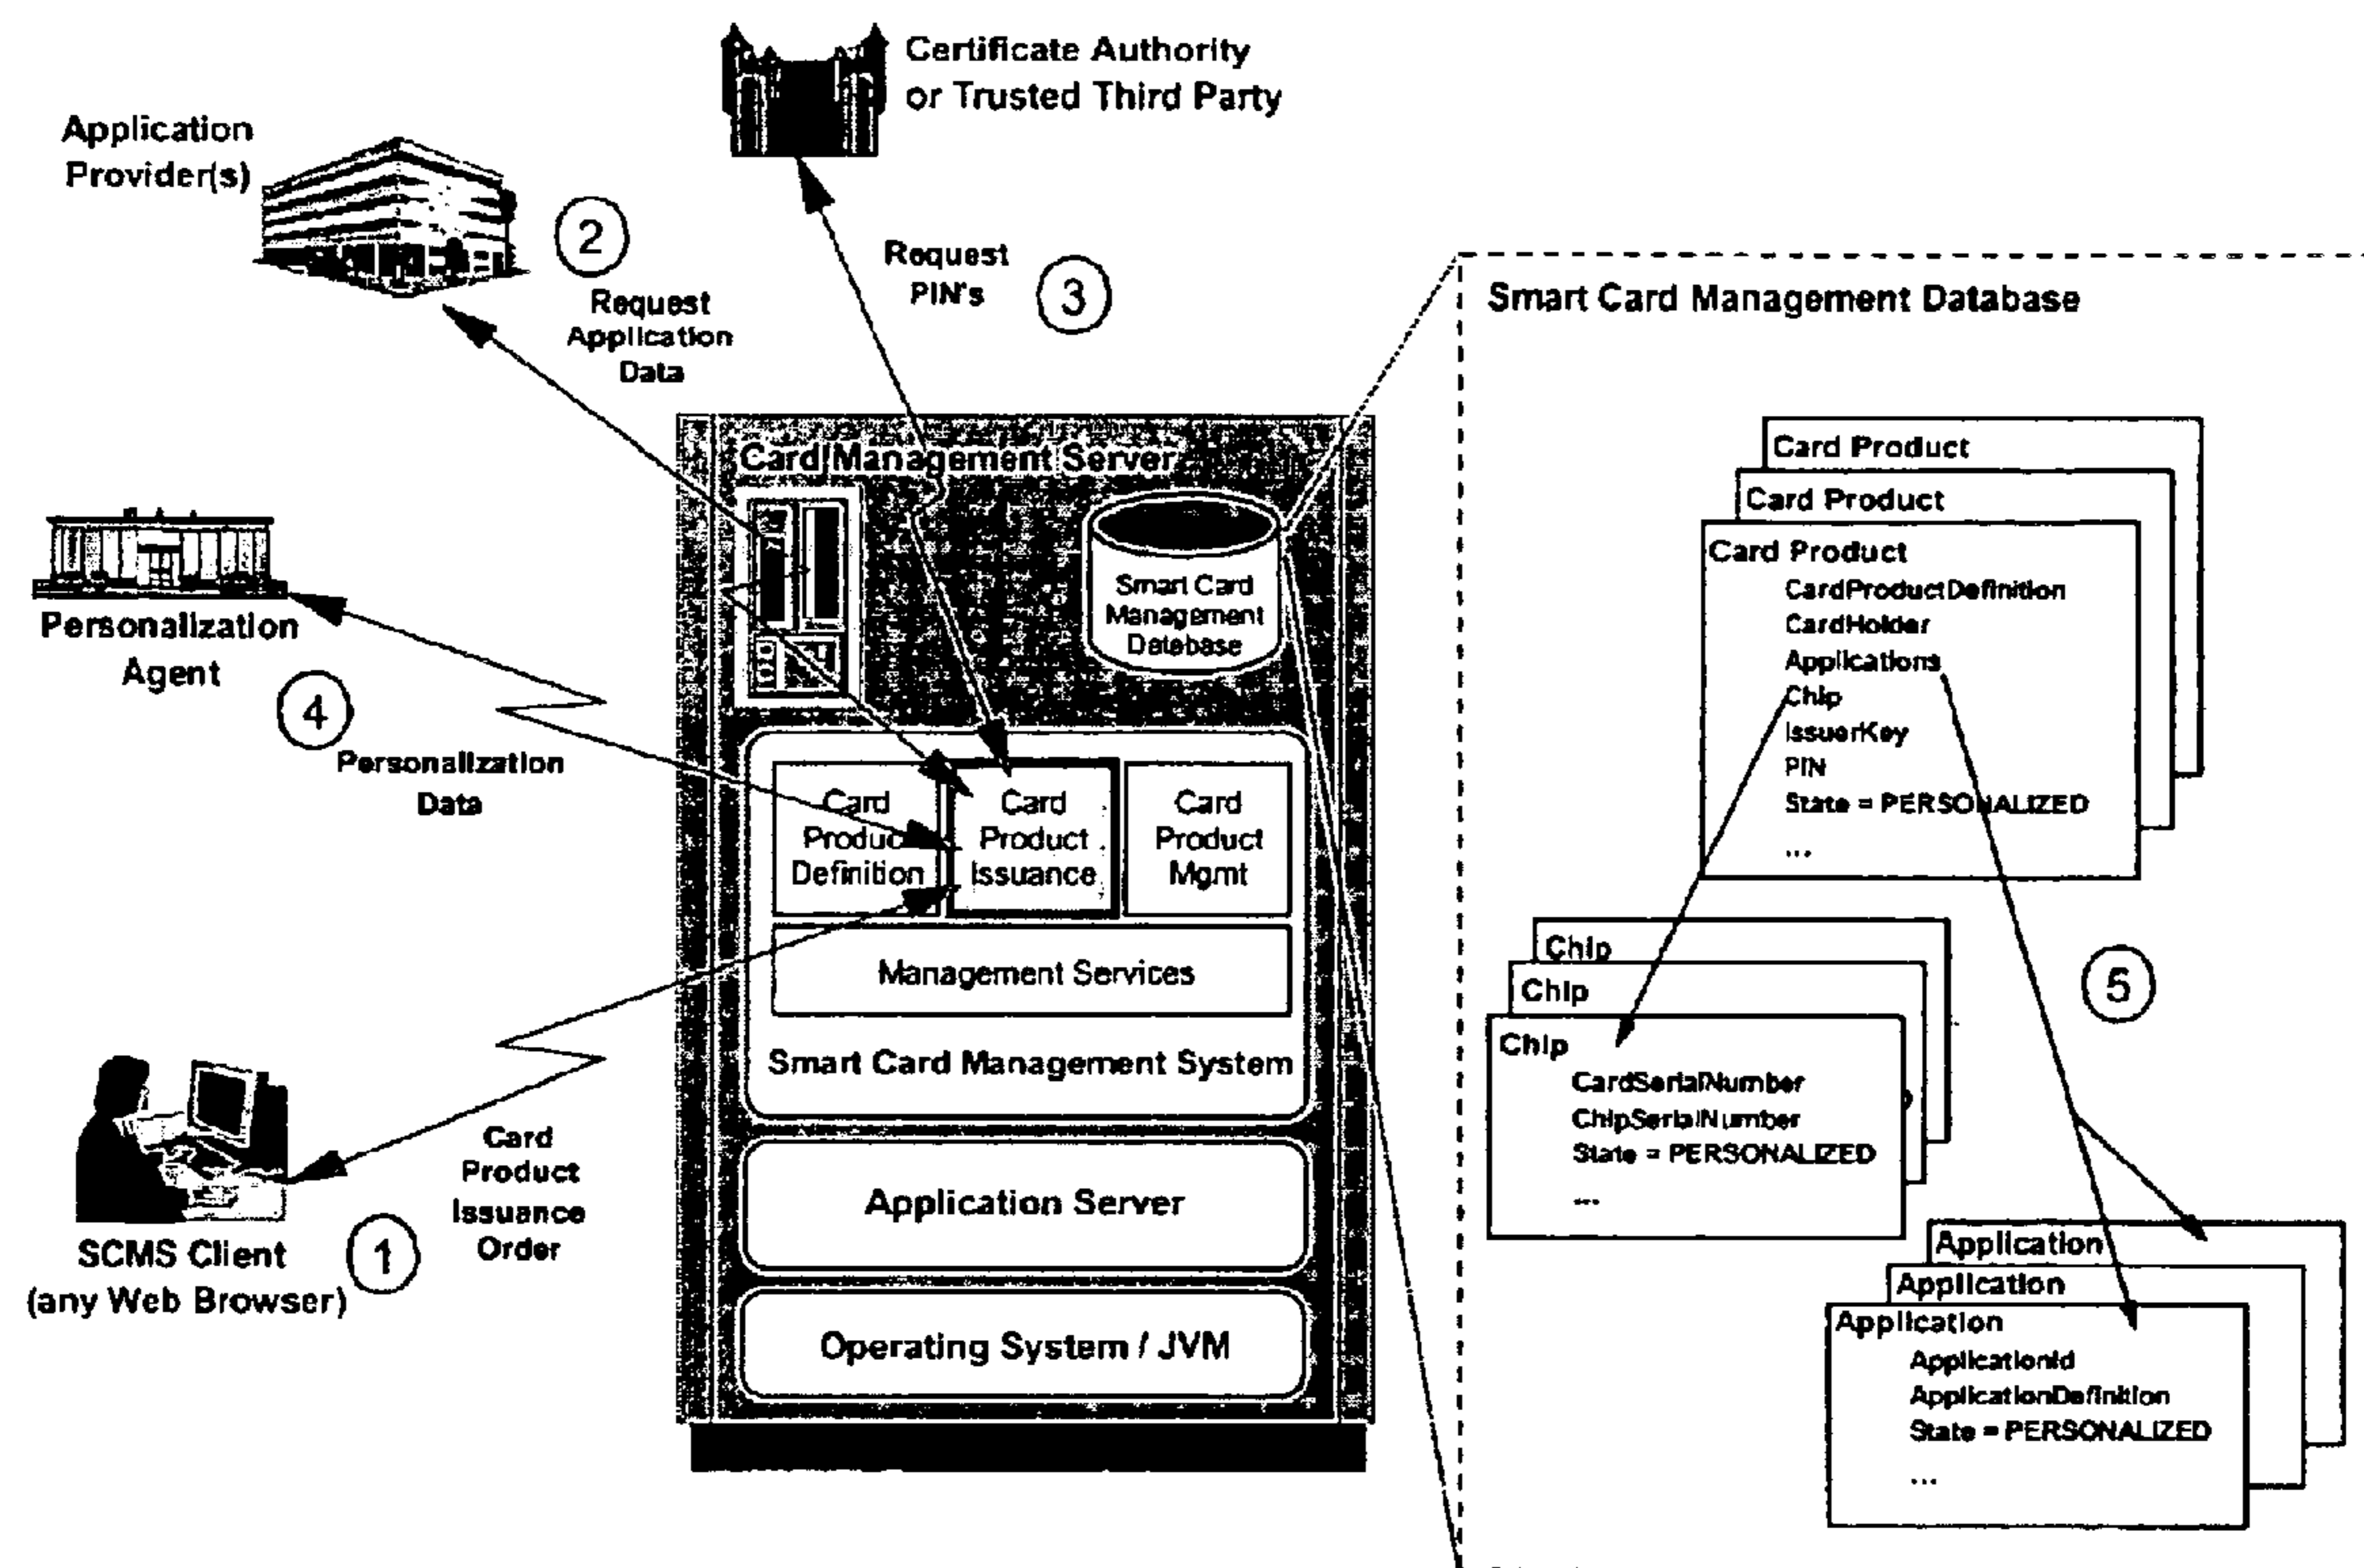 Certificate Authority
or Trusted Third Party
Application
Provider(s)
2
Request
Application
Data
Request
PIN's
3
Smart Card Management Database
Card Management Server
Smart Card
Management
Database
Personalization
Agent
4
Personalization
Data
Card
Product
Definition
Card
Product
Issuance
Card
Product
Mgmt
Management Services
Smart Card Management System
Application Server
Operating System / JVM
SCMS Client
(any Web Browser)
1
Card
Product
Issuance
Order
Card Product
Card Product
Card Product
CardProductDefinition
CardHolder
Applications
Chip
IssuerKey
PIN
State = PERSONALIZED
...
5
Chip
Chip
Chip
CardSerialNumber
ChipSerialNumber
State = PERSONALIZED
...
Application
Application
Application
ApplicationId
ApplicationDefinition
State = PERSONALIZED
...